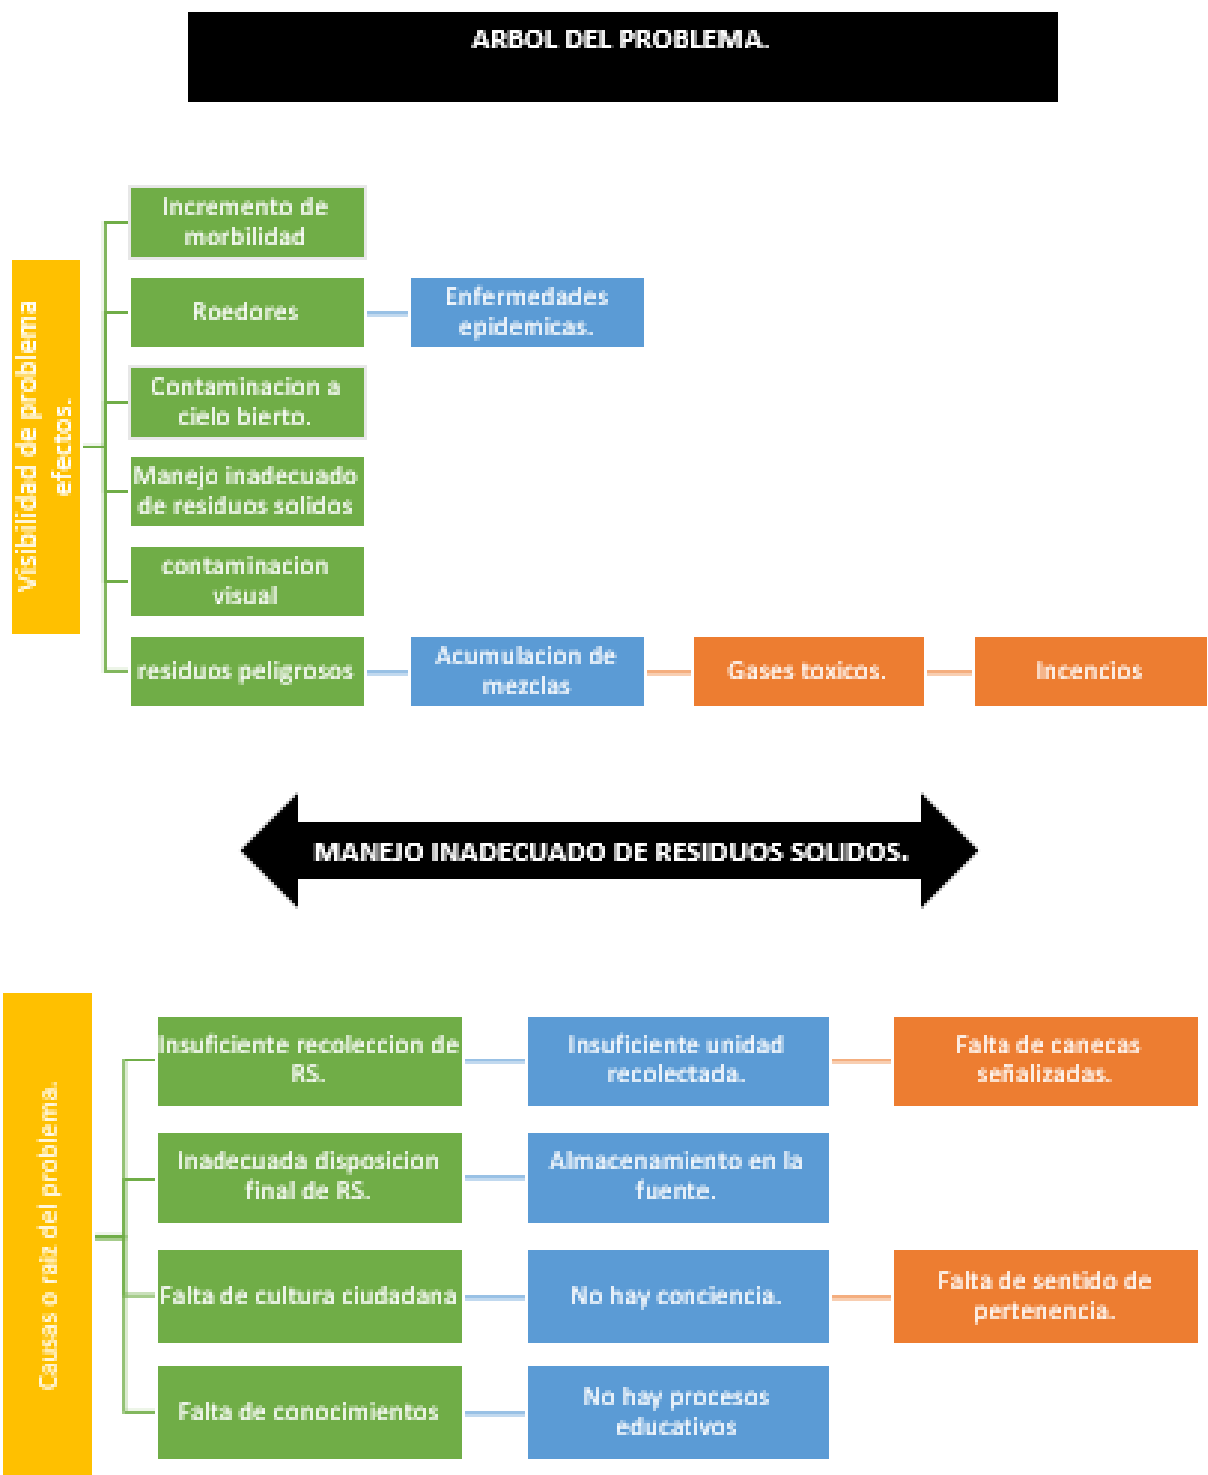 ARBOL DEL PROBLEMA.
Visibilidad de problema
efectos.
Incremento de
morbilidad
Roedores
Enfermedades
epidemicas.
Contaminacion a
cielo bierto.
Manejo inadecuado
de residuos solidos
contaminacion
visual
residuos peligrosos
Acumulacion de
mezclas
Gases toxicos.
Incencios
MANEJO INADECUADO DE RESIDUOS SOLIDOS.
Causas o raiz del problema.
Insuficiente recoleccion de
RS.
Insuficiente unidad
recolectada.
Falta de canecas
señalizadas.
Inadecuada disposicion
final de RS.
Almacenamiento en la
fuente.
Falta de cultura ciudadana
No hay conciencia.
Falta de sentido de
pertenencia.
Falta de conocimientos
No hay procesos
educativos